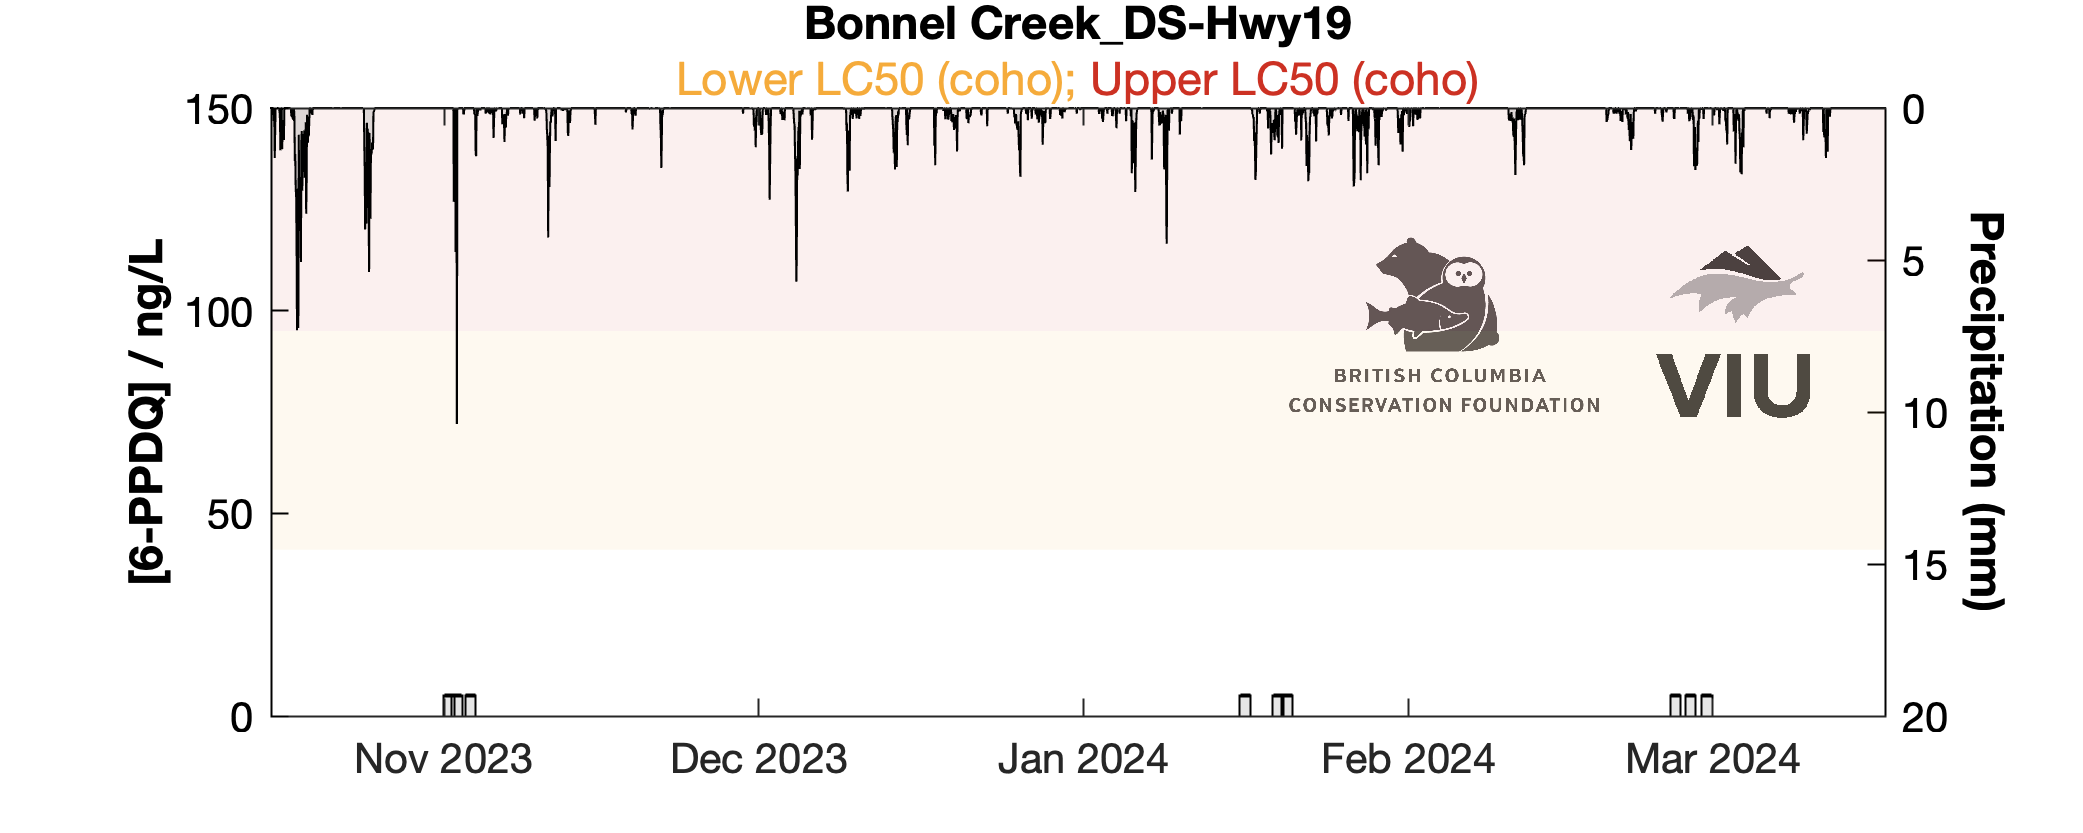 Bonnel Creek_DS-Hwy19
Lower LC50 (coho); Upper LC50 (coho)
150
100
50
0
[6-PPDQ] / ng/L
0
5
10
15
20
Precipitation (mm)
BRITISH COLUMBIA
CONSERVATION FOUNDATION
VIU
Nov 2023
Dec 2023
Jan 2024
Feb 2024
Mar 2024